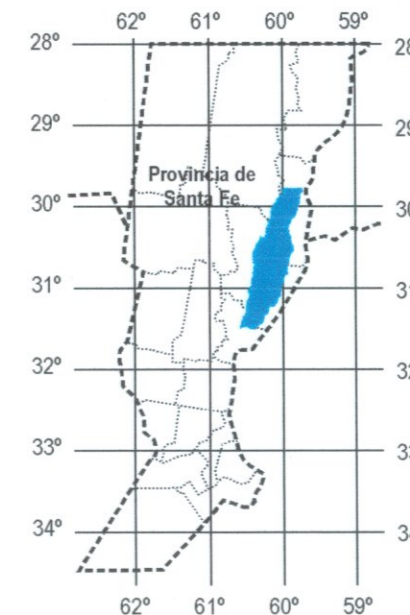 62º 61º 60º 59º
28º 28
29º 29
Provincia de
Santa Fe
30º 30
31º 31
32º 32
33º 33
34º 34
62º 61º 60º 59º